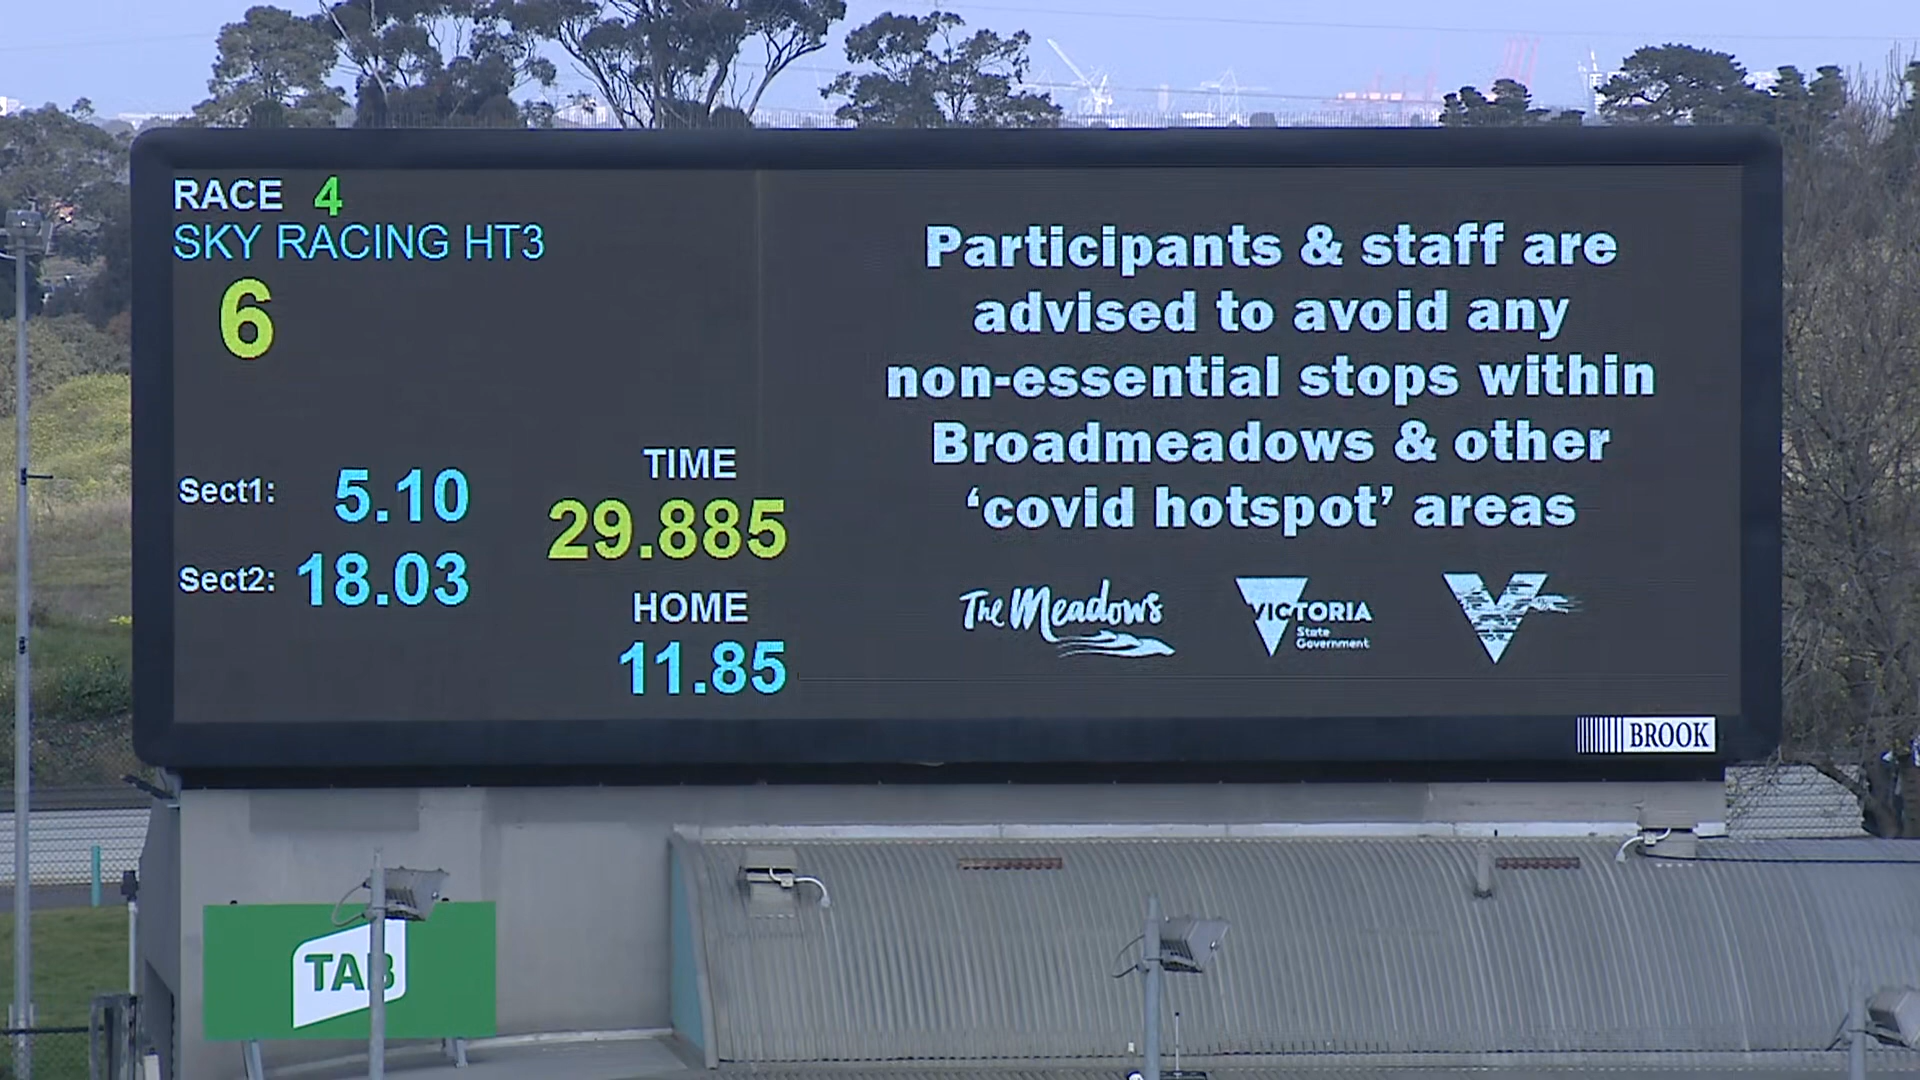 RACE 4
SKY RACING HT3
6
Sect1: 5.10
Sect2: 18.03
TIME
29.885
HOME
11.85
Participants & staff are
advised to avoid any
non-essential stops within
Broadmeadows & other
‘covid hotspot’ areas
The Meadows
VICTORIA
State
Government
V
BROOK
TAB